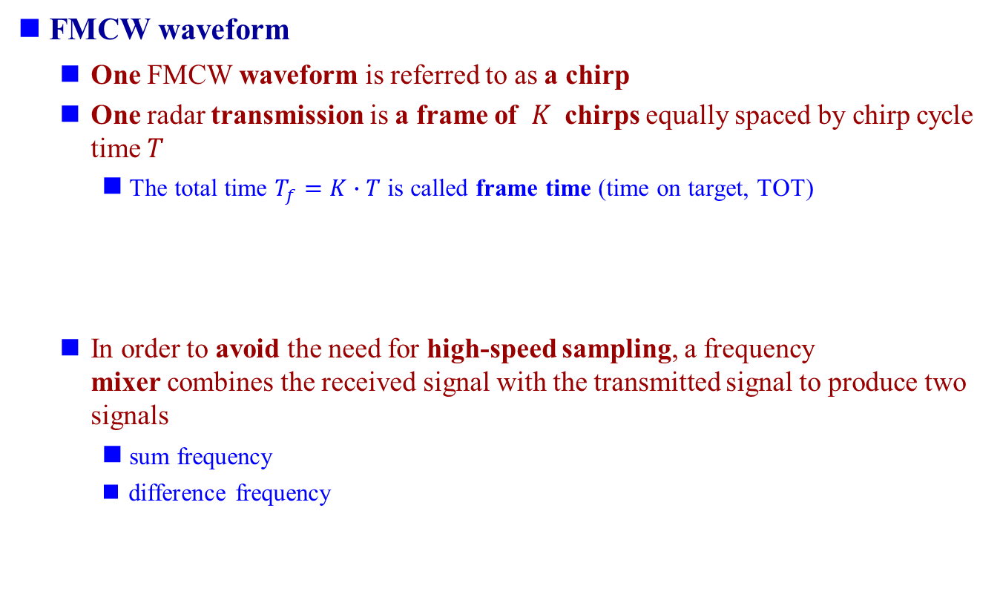 FMCW waveform
One FMCW waveform is referred to as a chirp
One radar transmission is a frame of K chirps equally spaced by chirp cycle
time T
The total time T_f = K · T is called frame time (time on target, TOT)
In order to avoid the need for high-speed sampling, a frequency
mixer combines the received signal with the transmitted signal to produce two
signals
sum frequency
difference frequency